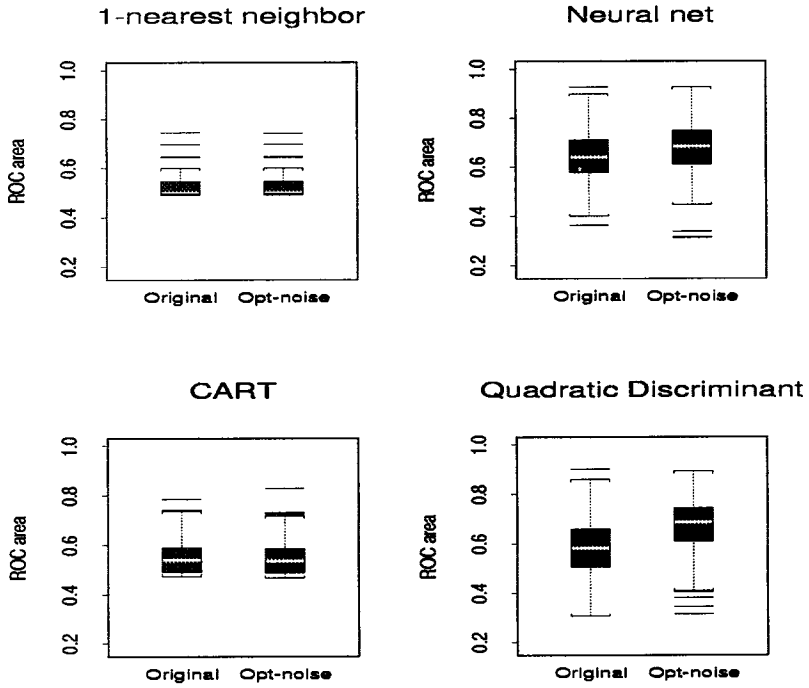 1-nearest neighbor
ROC area
1.0
0.8
0.6
0.4
0.2
Original Opt-noise
Neural net
ROC area
1.0
0.8
0.6
0.4
0.2
Original Opt-noise
CART
ROC area
1.0
0.8
0.6
0.4
0.2
Original Opt-noise
Quadratic Discriminant
ROC area
1.0
0.8
0.6
0.4
0.2
Original Opt-noise